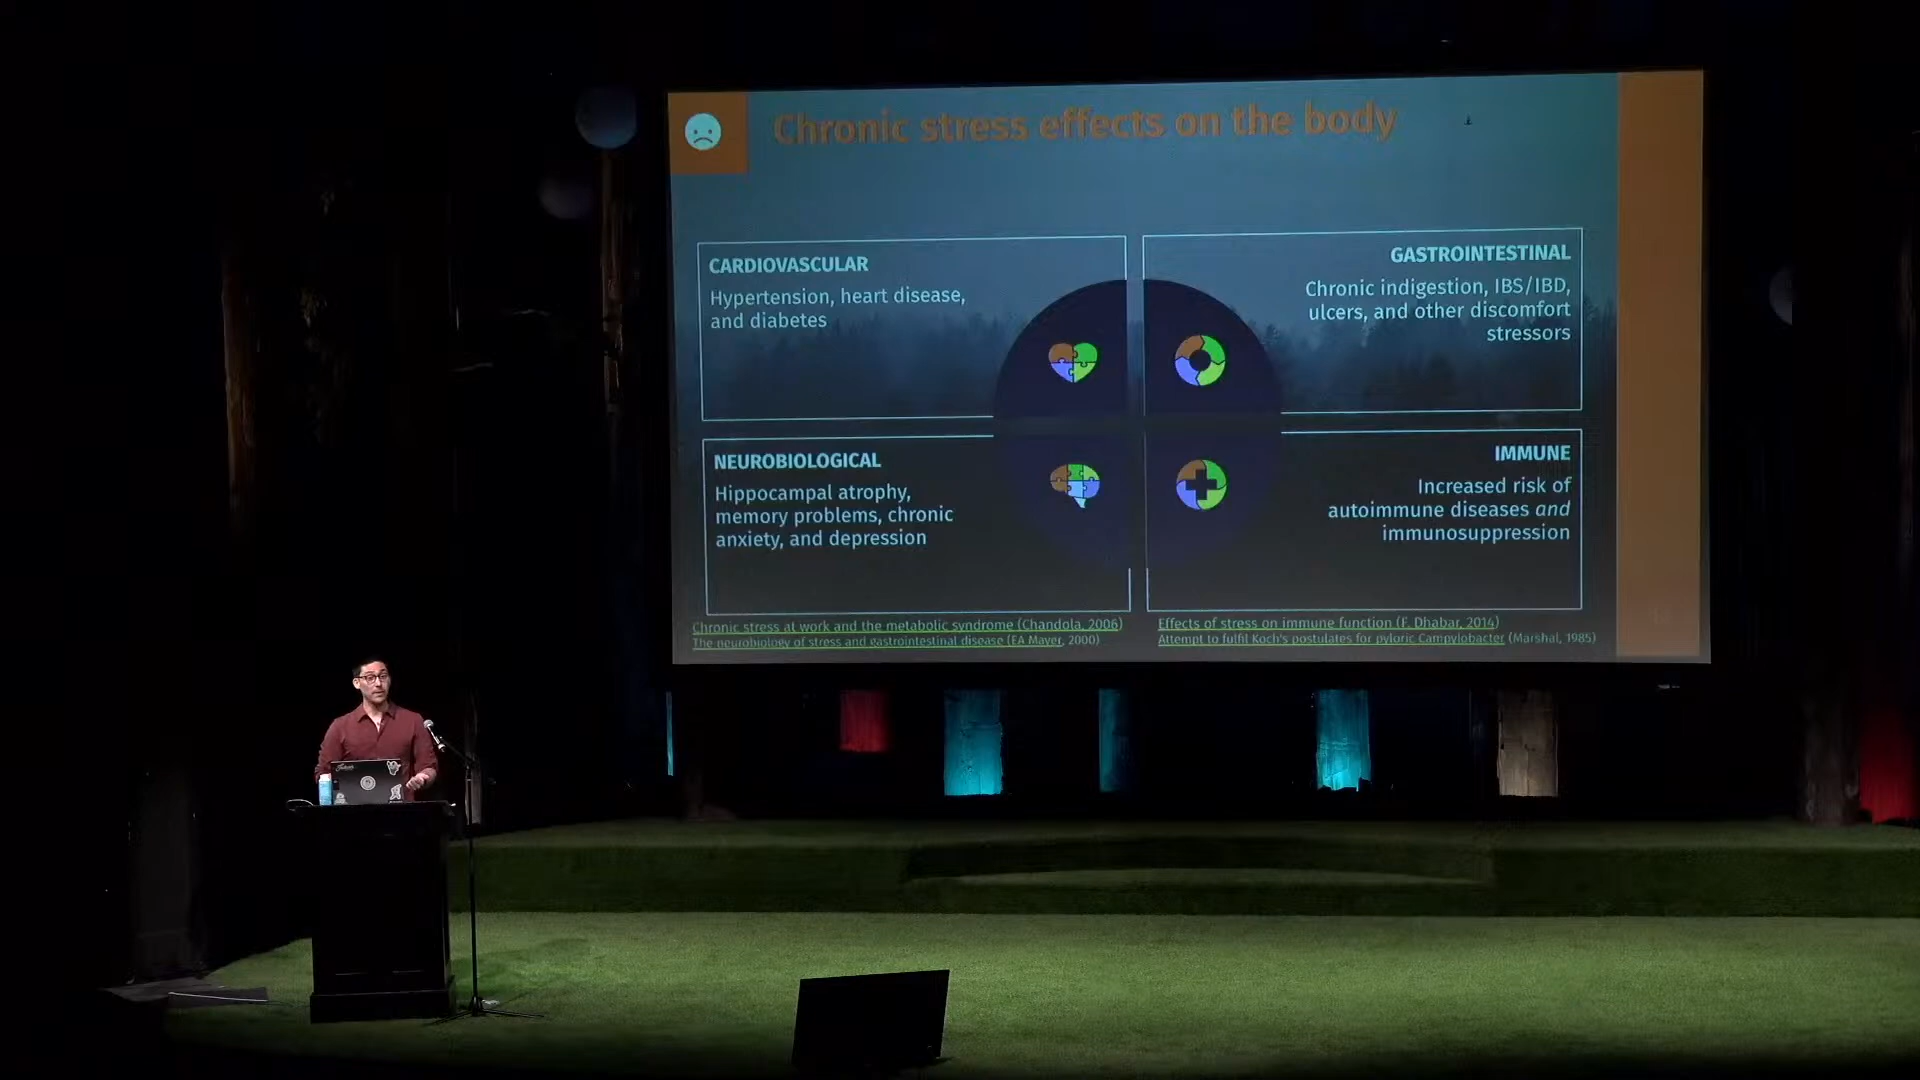 Chronic stress effects on the body
CARDIOVASCULAR
Hypertension, heart disease,
and diabetes
GASTROINTESTINAL
Chronic indigestion, IBS/IBD,
ulcers, and other discomfort
stressors
NEUROBIOLOGICAL
Hippocampal atrophy,
memory problems, chronic
anxiety, and depression
IMMUNE
Increased risk of
autoimmune diseases and
immunosuppression
Chronic stress at work and the metabolic syndrome (Chandola, 2006)
The neurobiology of stress and gastrointestinal disease (EA Mayer, 2000)
Effects of stress on immune function (F. Dhabar, 2014)
Attempt to fulfil Koch's postulates for pyloric Campylobacter (Marshal, 1985)